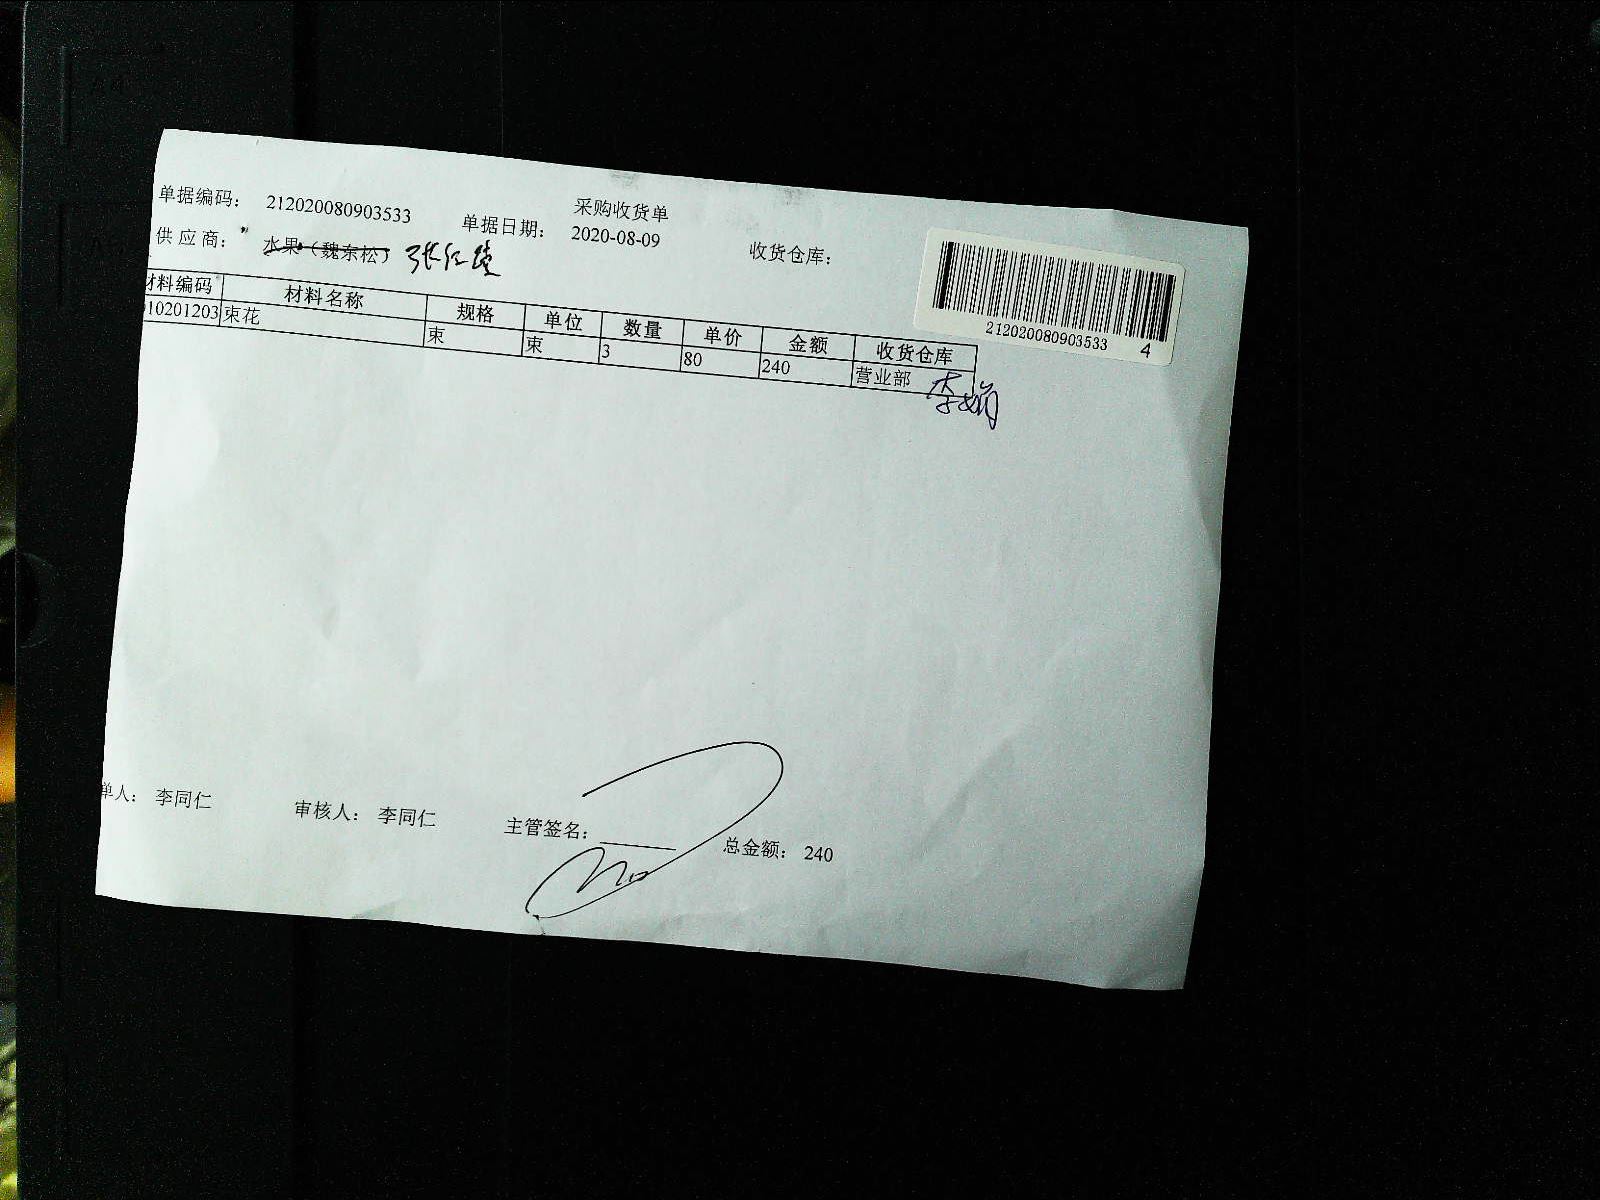 采购收货单
单据编码： 212020080903533 单据日期： 2020-08-09 收货仓库：
供应商： 水果（魏东松）
212020080903533 4
材料编码 材料名称 规格 单位 数量 单价 金额 收货仓库
010201203 束花 束 束 3 80 240 营业部 李娟
单人： 李同仁 审核人： 李同仁 主管签名： 总金额： 240